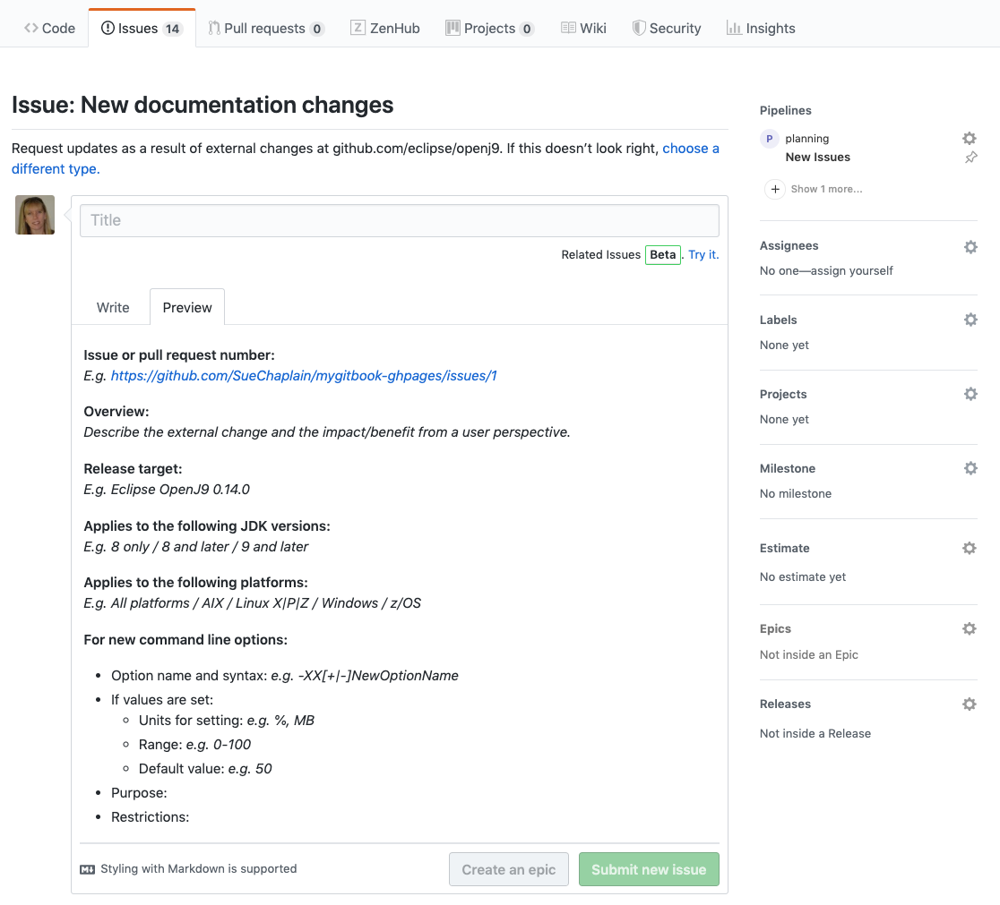 Code Issues 14 Pull requests 0 ZenHub Projects 0 Wiki Security Insights
Issue: New documentation changes
Request updates as a result of external changes at github.com/eclipse/openj9. If this doesn’t look right, choose a
different type.
Title
Related Issues Beta. Try it.
Write Preview
Issue or pull request number:
E.g. https://github.com/SueChaplain/mygitbook-ghpages/issues/1
Overview:
Describe the external change and the impact/benefit from a user perspective.
Release target:
E.g. Eclipse OpenJ9 0.14.0
Applies to the following JDK versions:
E.g. 8 only / 8 and later / 9 and later
Applies to the following platforms:
E.g. All platforms / AIX / Linux X|P|Z / Windows / z/OS
For new command line options:
Option name and syntax: e.g. -XX[+|-]NewOptionName
If values are set:
Units for setting: e.g. %, MB
Range: e.g. 0-100
Default value: e.g. 50
Purpose:
Restrictions:
Styling with Markdown is supported
Create an epic Submit new issue
Pipelines
P planning
New Issues
+ Show 1 more...
Assignees
No one—assign yourself
Labels
None yet
Projects
None yet
Milestone
No milestone
Estimate
No estimate yet
Epics
Not inside an Epic
Releases
Not inside a Release